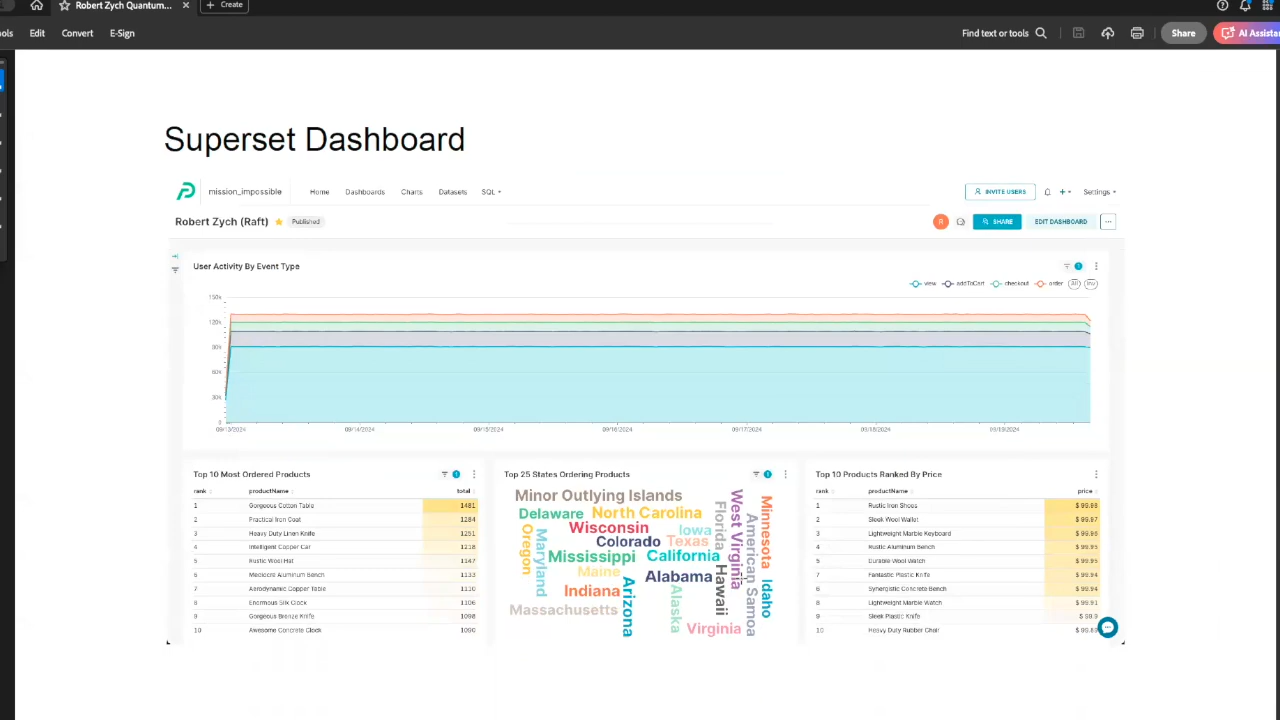 Robert Zych Quantum...
Create
ols Edit Convert E-Sign
Find text or tools
Share
AI Assista
Superset Dashboard
mission_impossible
Home Dashboards Charts Datasets SQL
INVITE USERS
Settings
Robert Zych (Raft)
Published
R
SHARE
EDIT DASHBOARD
User Activity By Event Type
view addToCart checkout order All Inv
150k
120k
90k
60k
30k
0
09/13/2024 09/14/2024 09/15/2024 09/16/2024 09/17/2024 09/18/2024 09/19/2024
Top 10 Most Ordered Products
rank productName total
1 Gorgeous Cotton Table 1481
2 Practical Iron Coat 1284
3 Heavy Duty Linen Knife 1251
4 Intelligent Copper Car 1218
5 Rustic Wool Hat 1147
6 Mediocre Aluminum Bench 1133
7 Aerodynamic Copper Table 1110
8 Enormous Silk Clock 1106
9 Gorgeous Bronze Knife 1098
10 Awesome Concrete Clock 1090
Top 25 States Ordering Products
Minor Outlying Islands
Delaware
North Carolina
Wisconsin
Iowa
Colorado
Texas
Mississippi
California
Maine
Alabama
Indiana
Massachusetts
Virginia
Oregon
Maryland
Arizona
Alaska
Florida
Hawaii
West Virginia
American Samoa
Minnesota
Idaho
Top 10 Products Ranked By Price
rank productName price
1 Rustic Iron Shoes $ 99.98
2 Sleek Wool Wallet $ 99.97
3 Lightweight Marble Keyboard $ 99.96
4 Rustic Aluminum Bench $ 99.95
5 Durable Wool Watch $ 99.95
7 Fantastic Plastic Knife $ 99.94
6 Synergistic Concrete Bench $ 99.94
8 Lightweight Marble Watch $ 99.91
9 Sleek Plastic Knife $ 99.9
10 Heavy Duty Rubber Chair